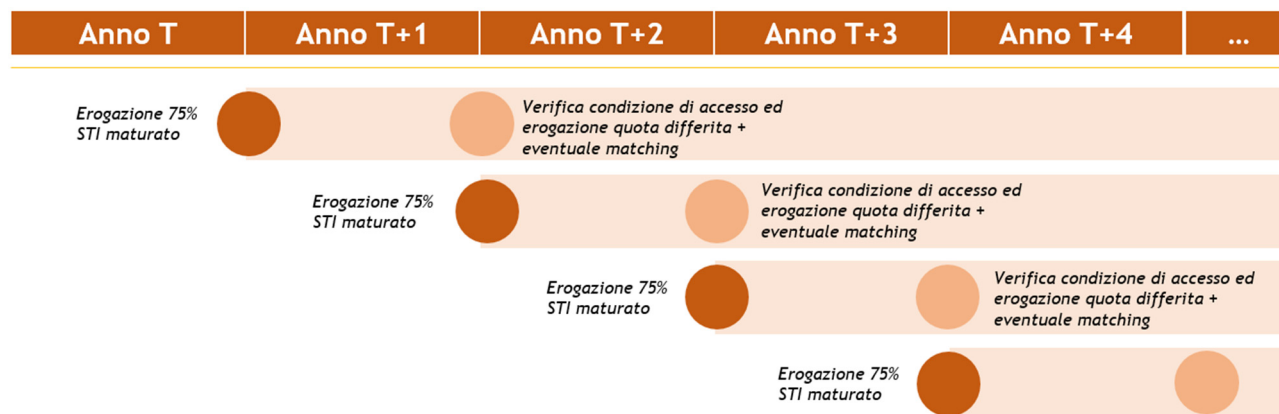 Anno T Anno T+1 Anno T+2 Anno T+3 Anno T+4 ...
Erogazione 75%
STI maturato
Verifica condizione di accesso ed
erogazione quota differita +
eventuale matching
Erogazione 75%
STI maturato
Verifica condizione di accesso ed
erogazione quota differita +
eventuale matching
Erogazione 75%
STI maturato
Verifica condizione di accesso ed
erogazione quota differita +
eventuale matching
Erogazione 75%
STI maturato